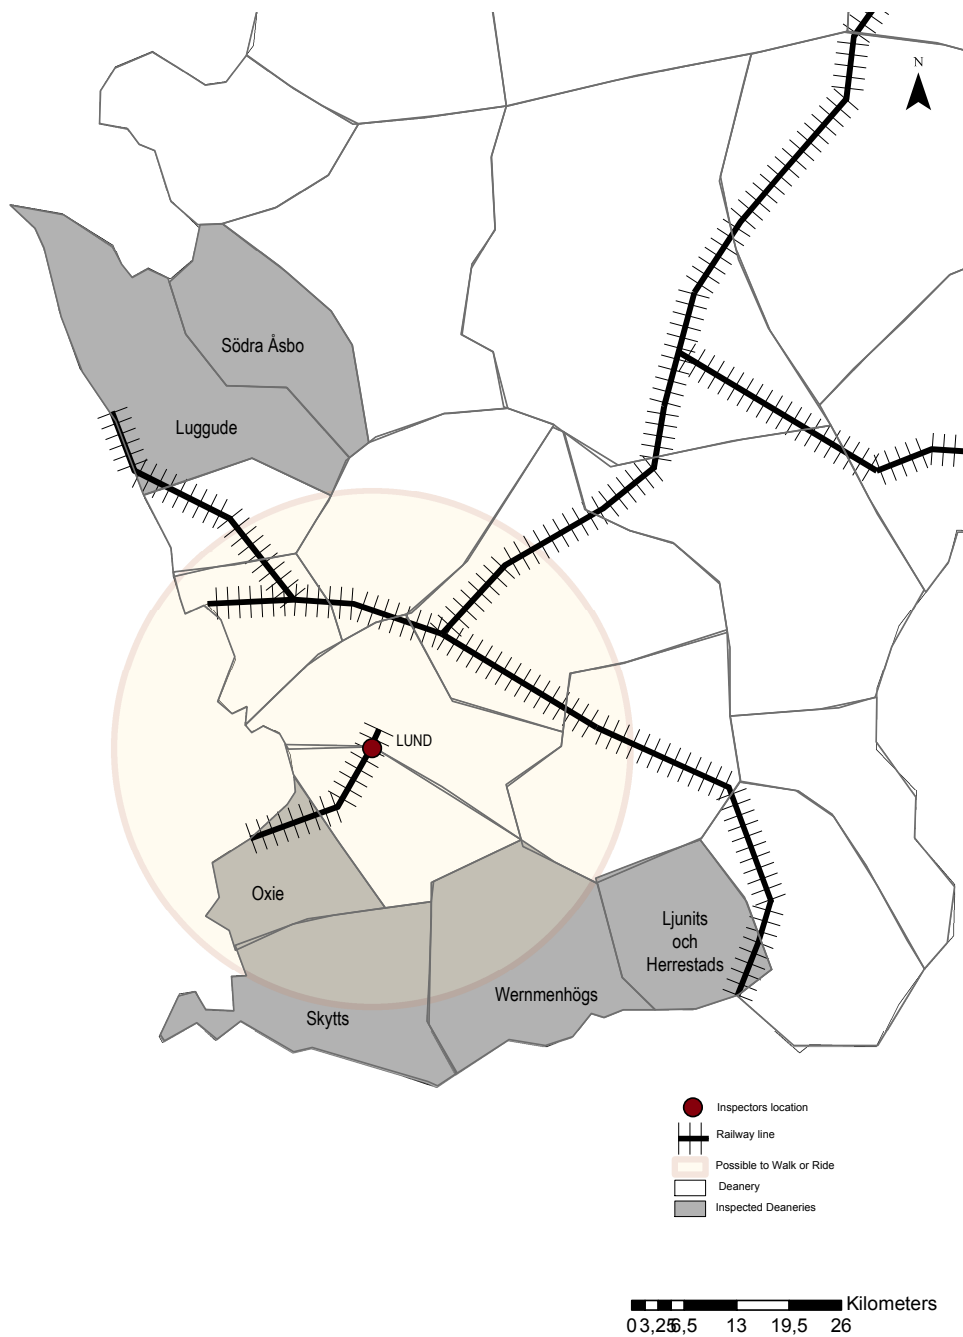 N
Södra Åsbo
Luggude
LUND
Oxie
Ljunits
och
Herrestads
Wernmenhögs
Skytts
Inspectors location
Railway line
Possible to Walk or Ride
Deanery
Inspected Deaneries
Kilometers
0 3,25 6,5 13 19,5 26